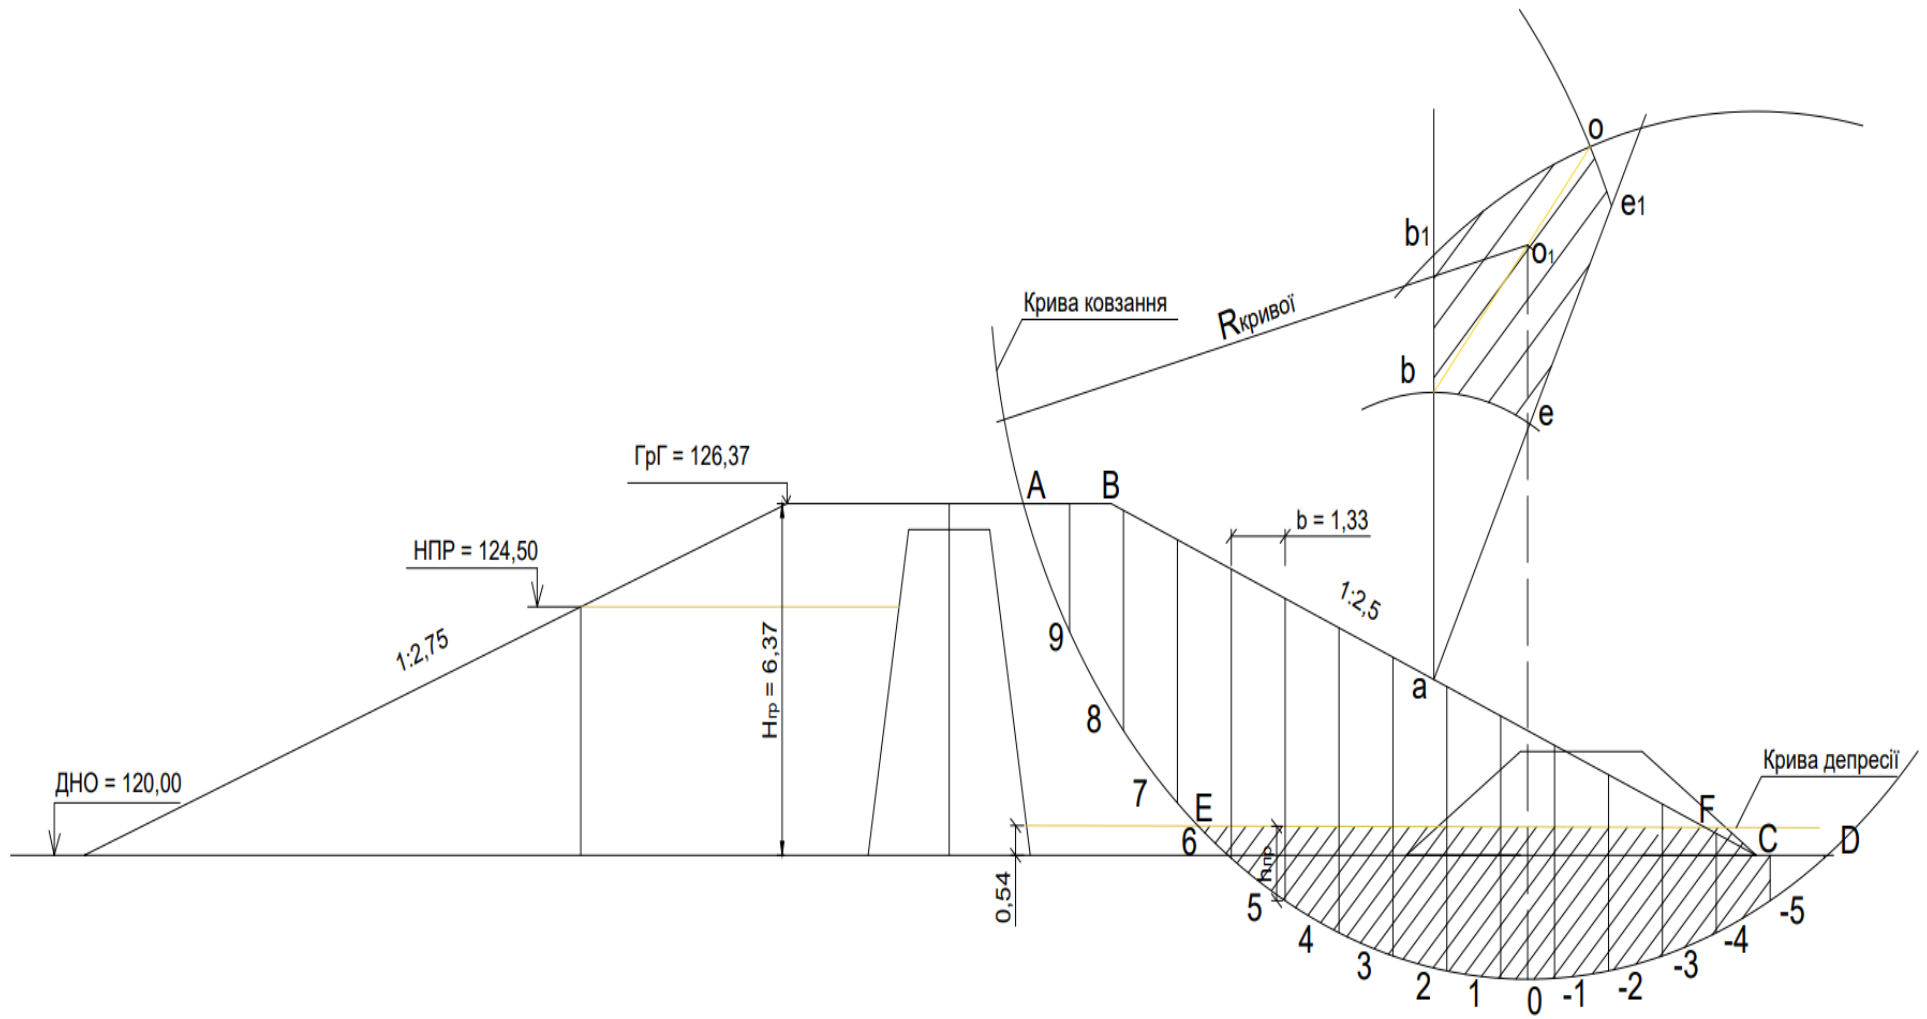 o
e1
b1
o1
Крива ковзання
Rкривої
b
e
ГрГ = 126,37
A
B
b = 1,33
НПР = 124,50
1:2,5
1:2,75
Hгр = 6,37
9
a
8
ДНО = 120,00
7
Крива депресії
E
F
6
C
D
hпр
0,54
5
-5
4
-4
3
-3
2
1
0
-1
-2